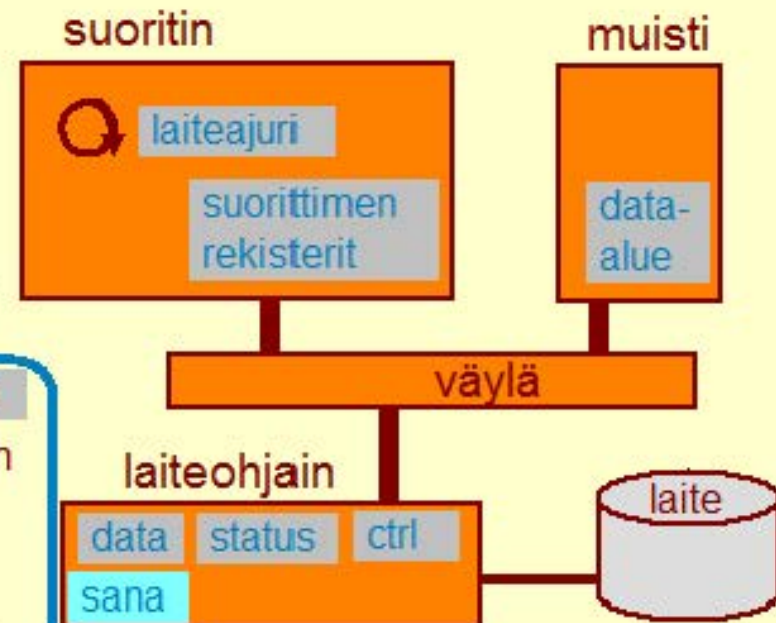 suoritin
muisti
laiteajuri
suorittimen
rekisterit
data-
alue
väylä
laiteohjain
laite
data
status
ctrl
sana